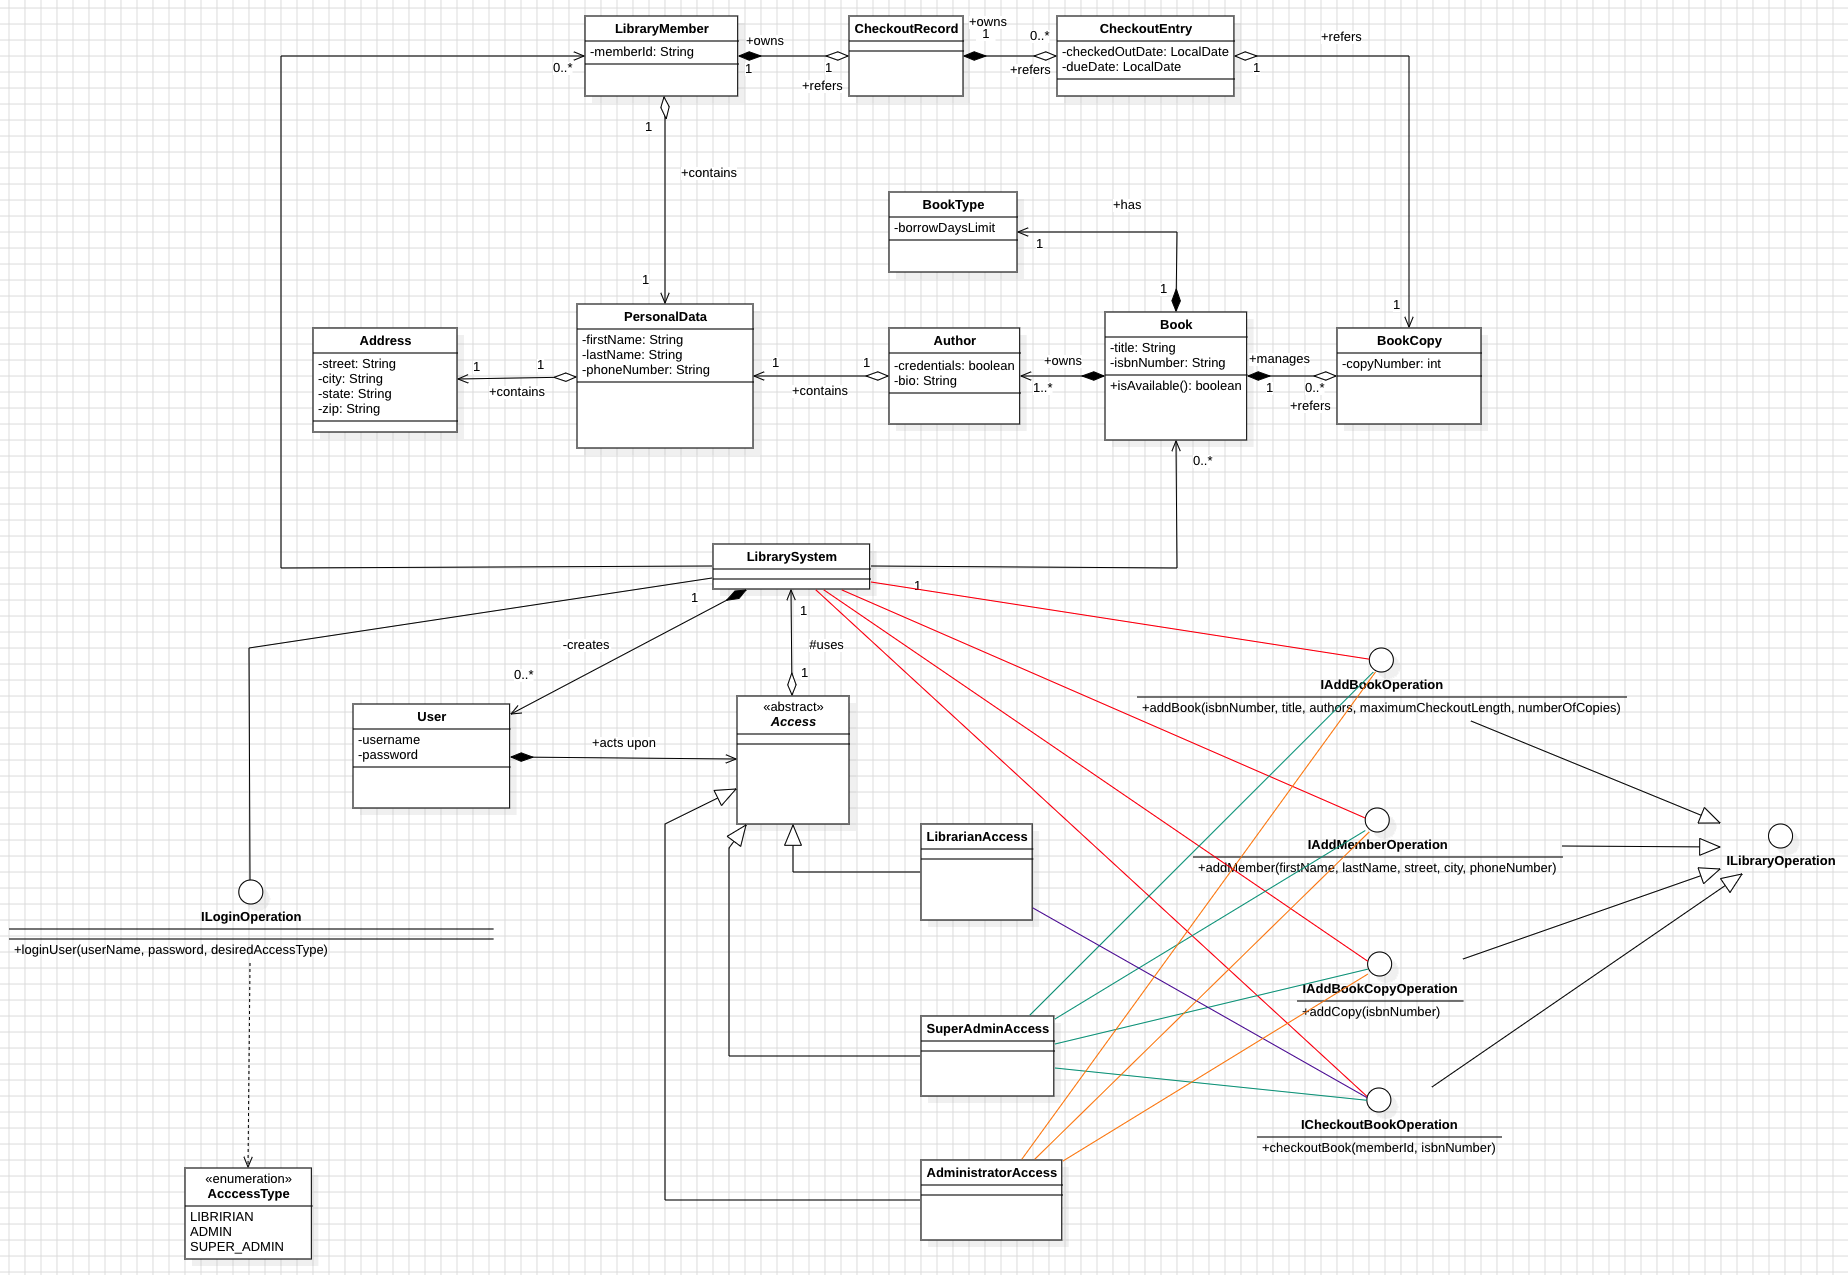 LibraryMember
-memberId: String
+owns
1
1
+refers
CheckoutRecord
+owns
1
0..*
+refers
CheckoutEntry
-checkedOutDate: LocalDate
-dueDate: LocalDate
1
+refers
0..*
1
+contains
1
BookType
-borrowDaysLimit
+has
1
1
1
Address
-street: String
-city: String
-state: String
-zip: String
1
1
+contains
PersonalData
-firstName: String
-lastName: String
-phoneNumber: String
1
1
+contains
Author
-credentials: boolean
-bio: String
+owns
1..*
Book
-title: String
-isbnNumber: String
+isAvailable(): boolean
+manages
1
0..*
+refers
BookCopy
-copyNumber: int
0..*
LibrarySystem
1
1
1
-creates
#uses
0..*
1
User
-username
-password
+acts upon
«abstract»
Access
IAddBookOperation
+addBook(isbnNumber, title, authors, maximumCheckoutLength, numberOfCopies)
LibrarianAccess
IAddMemberOperation
+addMember(firstName, lastName, street, city, phoneNumber)
ILibraryOperation
ILoginOperation
+loginUser(userName, password, desiredAccessType)
IAddBookCopyOperation
+addCopy(isbnNumber)
SuperAdminAccess
ICheckoutBookOperation
+checkoutBook(memberId, isbnNumber)
AdministratorAccess
«enumeration»
AcccessType
LIBRIRIAN
ADMIN
SUPER_ADMIN